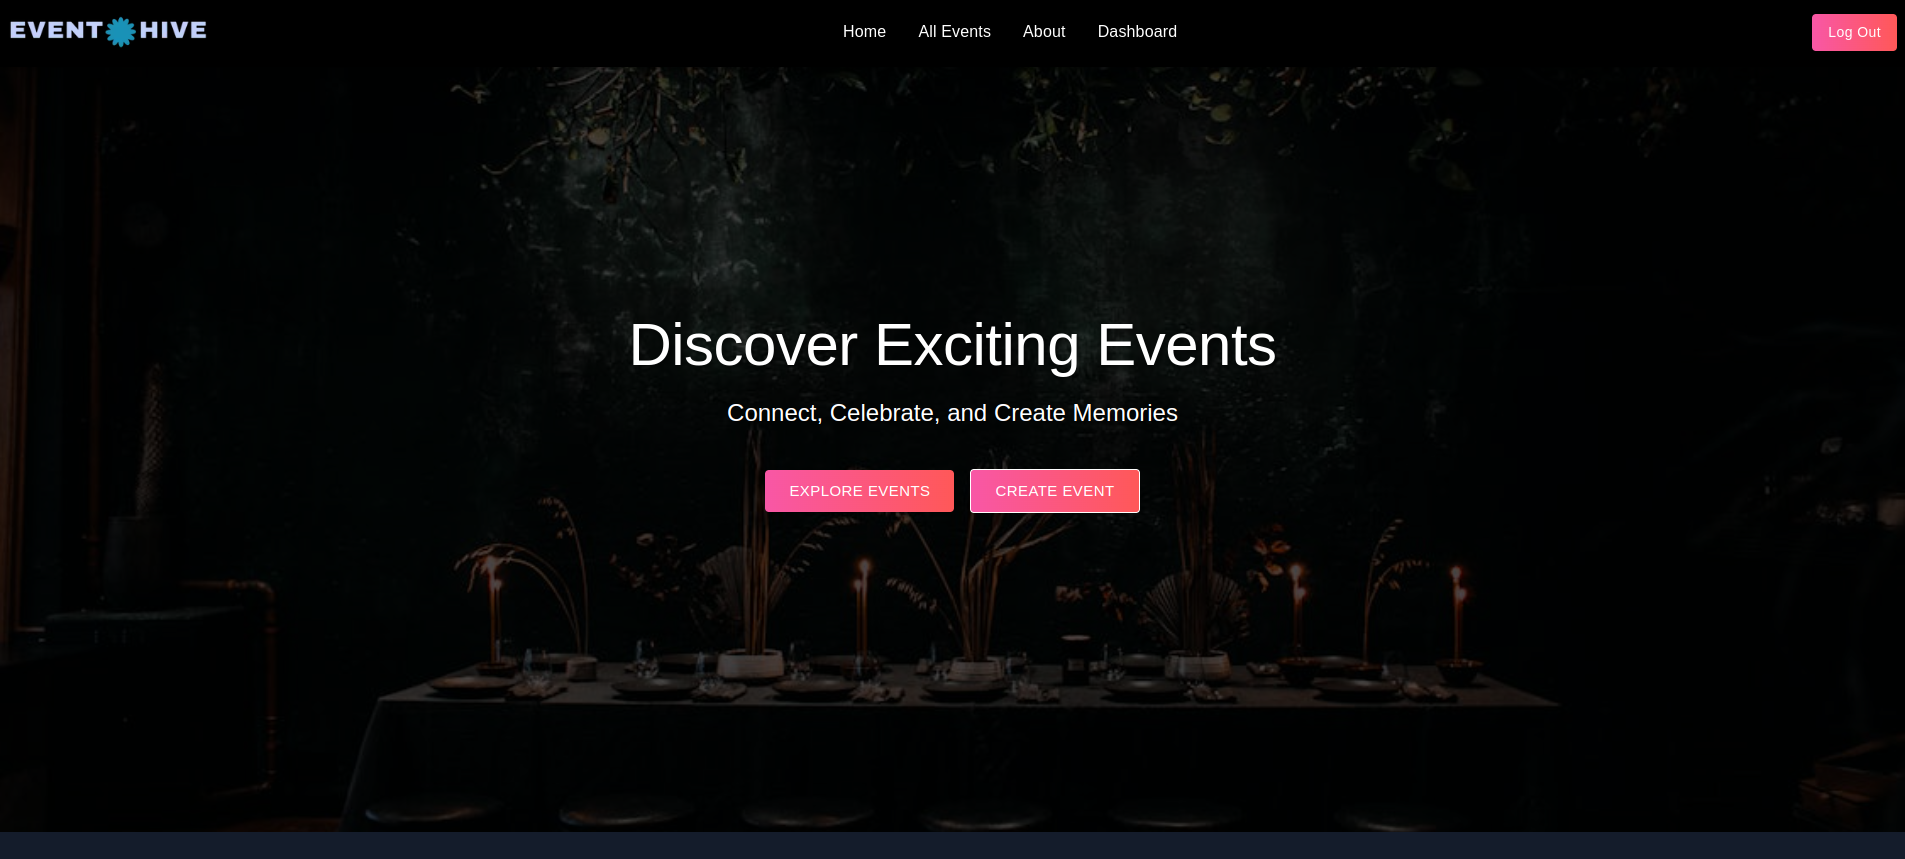 EVENT HIVE
Home All Events About Dashboard
Log Out
Discover Exciting Events
Connect, Celebrate, and Create Memories
EXPLORE EVENTS CREATE EVENT